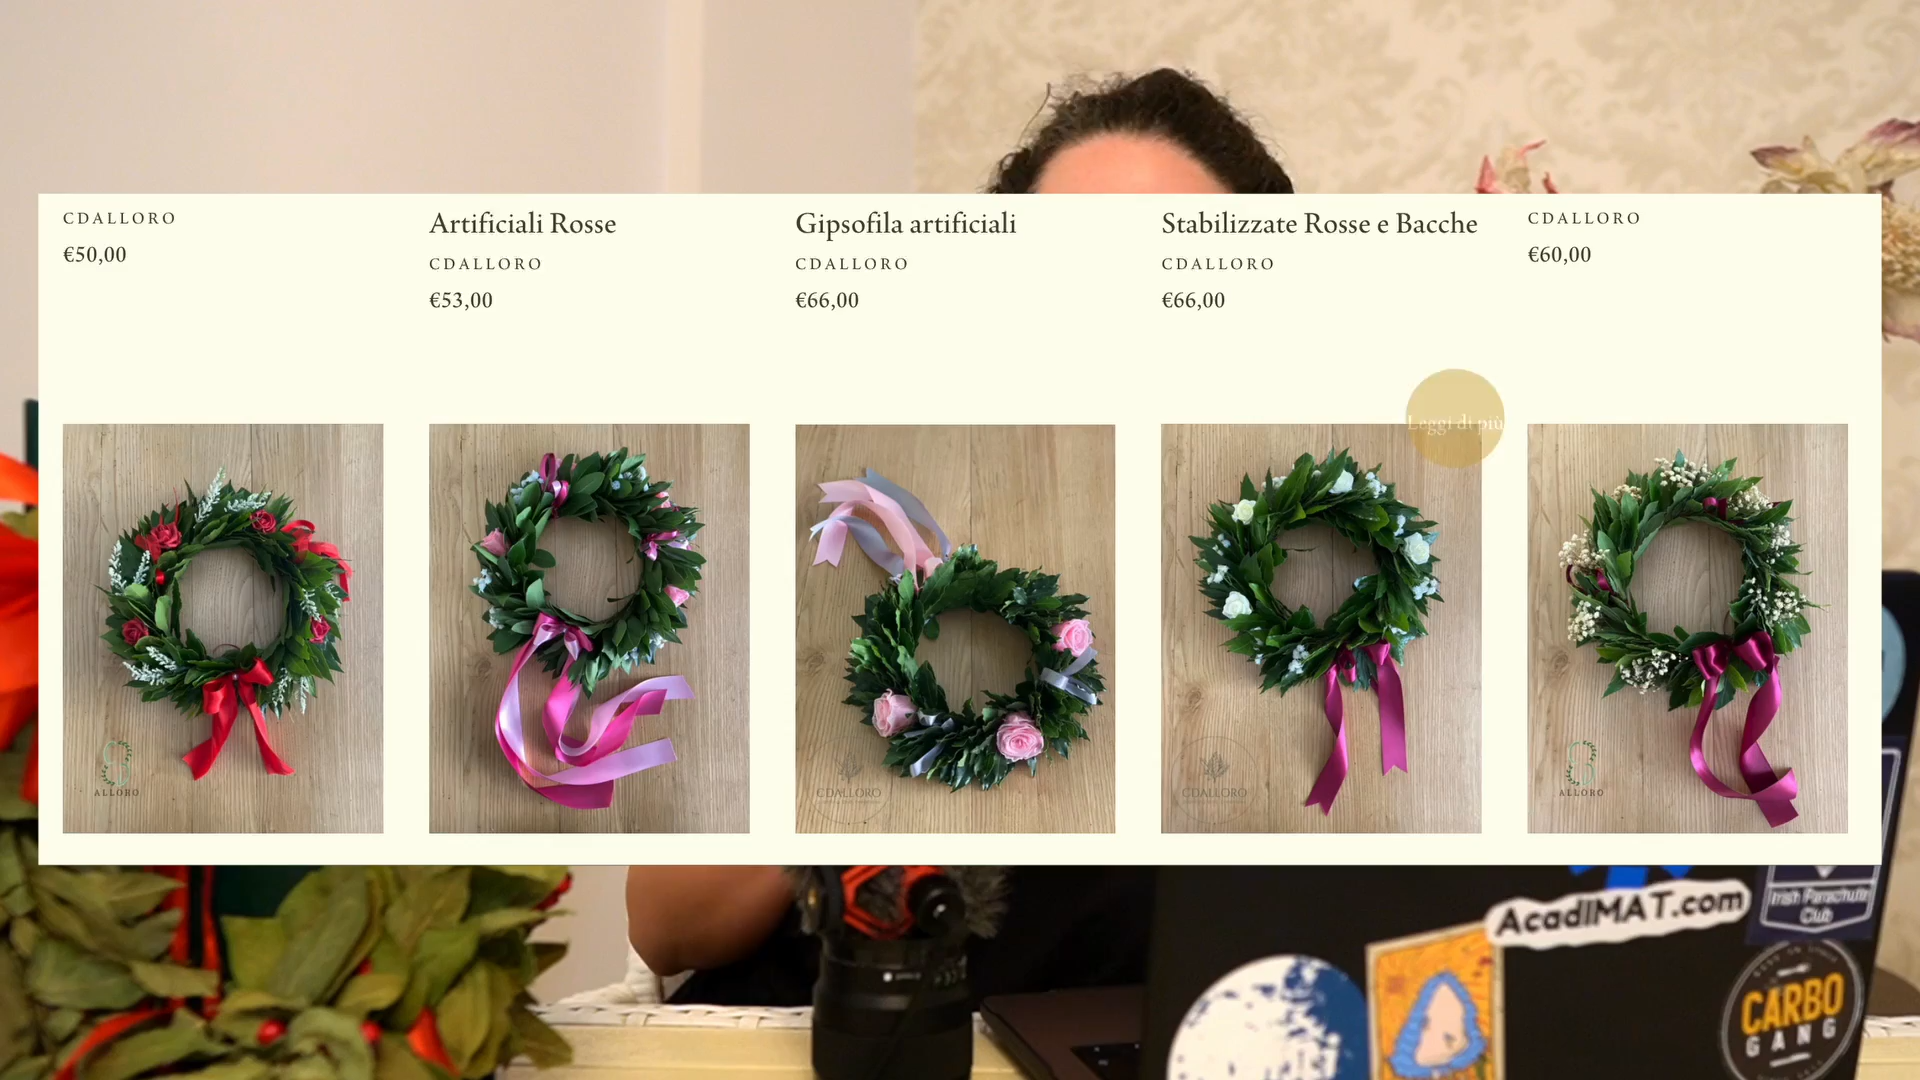 CDALLORO
€50,00
Artificiali Rosse
CDALLORO
€53,00
Gipsofila artificiali
CDALLORO
€66,00
Stabilizzate Rosse e Bacche
CDALLORO
€66,00
CDALLORO
€60,00
Leggi di più
ALLORO
CDALLORO
CDALLORO
ALLORO
AcadIMAT.com
Irish Parachute
Club
CARBO
GANG